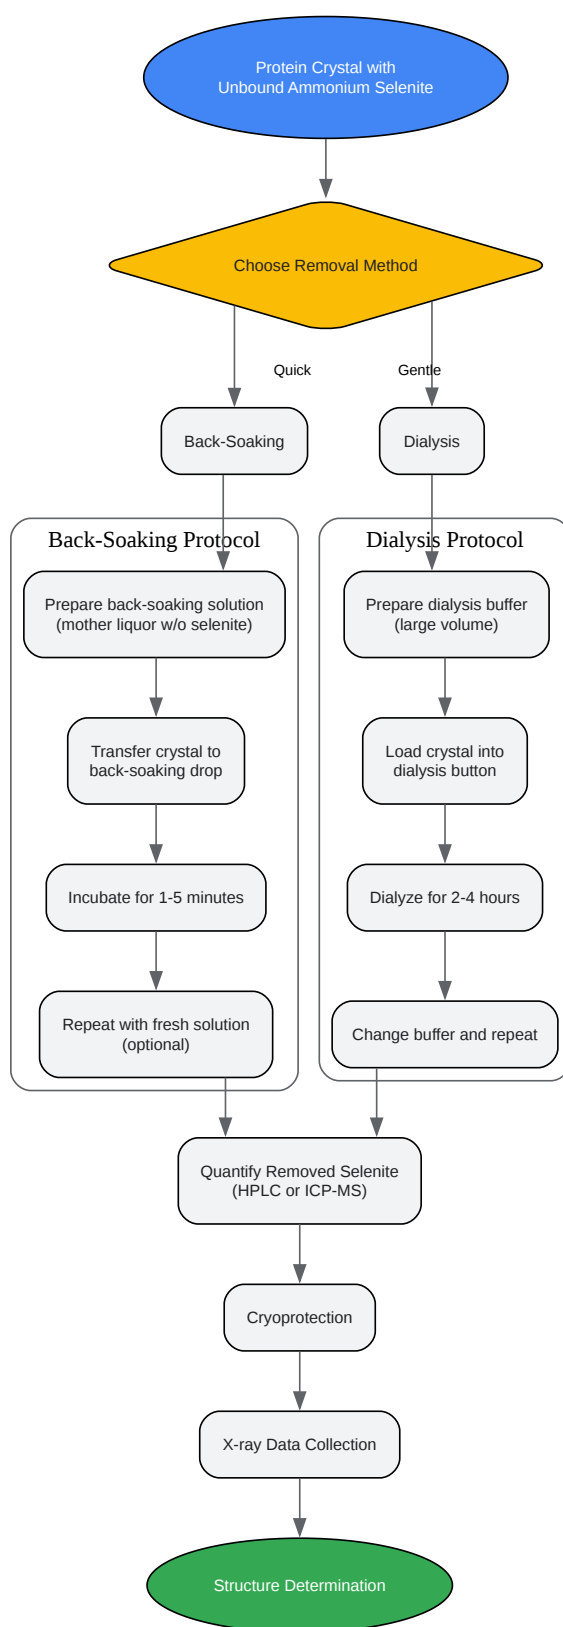 Protein Crystal with
Unbound Ammonium Selenite
Choose Removal Method
Quick
Gentle
Back-Soaking
Dialysis
Back-Soaking Protocol
Prepare back-soaking solution
(mother liquor w/o selenite)
Transfer crystal to
back-soaking drop
Incubate for 1-5 minutes
Repeat with fresh solution
(optional)
Dialysis Protocol
Prepare dialysis buffer
(large volume)
Load crystal into
dialysis button
Dialyze for 2-4 hours
Change buffer and repeat
Quantify Removed Selenite
(HPLC or ICP-MS)
Cryoprotection
X-ray Data Collection
Structure Determination